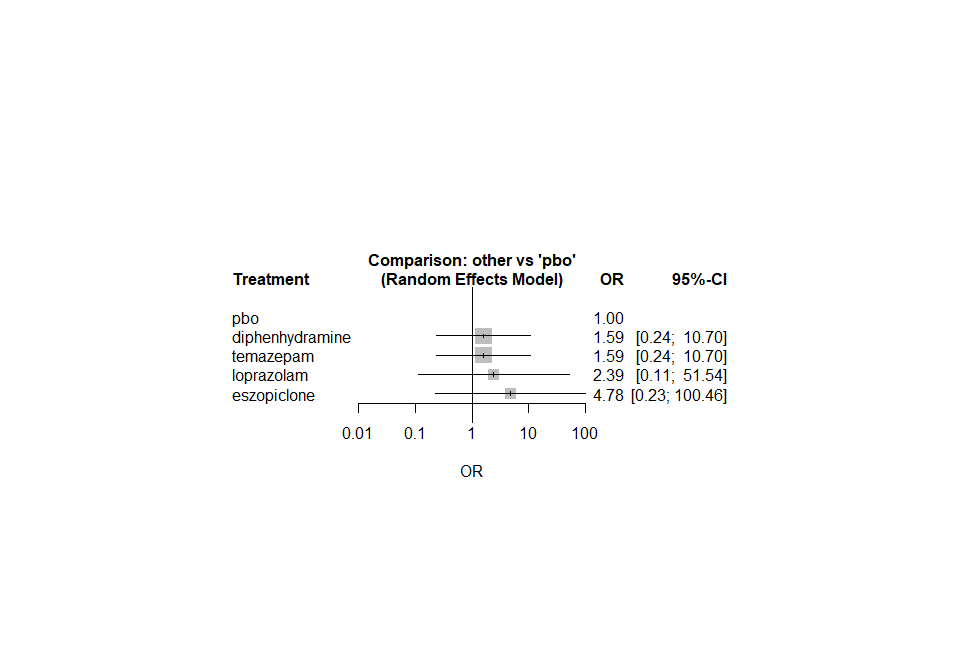 Comparison: other vs 'pbo'
Treatment (Random Effects Model) OR 95%-CI
pbo 1.00
diphenhydramine 1.59 [0.24; 10.70]
temazepam 1.59 [0.24; 10.70]
loprazolam 2.39 [0.11; 51.54]
eszopiclone 4.78 [0.23; 100.46]
0.01 0.1 1 10 100
OR